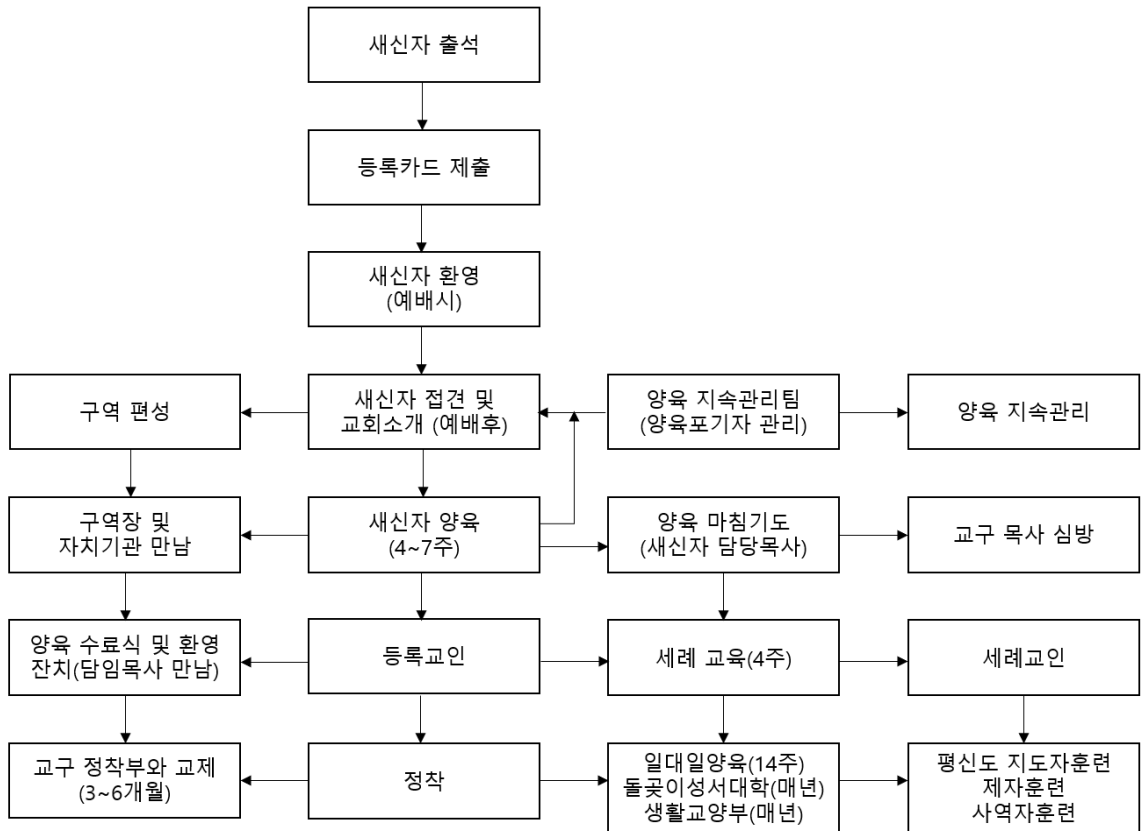 새신자 출석
등록카드 제출
새신자 환영
(예배시)
구역 편성
새신자 접견 및
교회소개 (예배후)
양육 지속관리팀
(양육포기자 관리)
양육 지속관리
구역장 및
자치기관 만남
새신자 양육
(4~7주)
양육 마침기도
(새신자 담당목사)
교구 목사 심방
양육 수료식 및 환영
잔치(담임목사 만남)
등록교인
세례 교육(4주)
세례교인
교구 정착부와 교제
(3~6개월)
정착
일대일양육(14주)
돌곶이성서대학(매년)
생활교양부(매년)
평신도 지도자훈련
제자훈련
사역자훈련